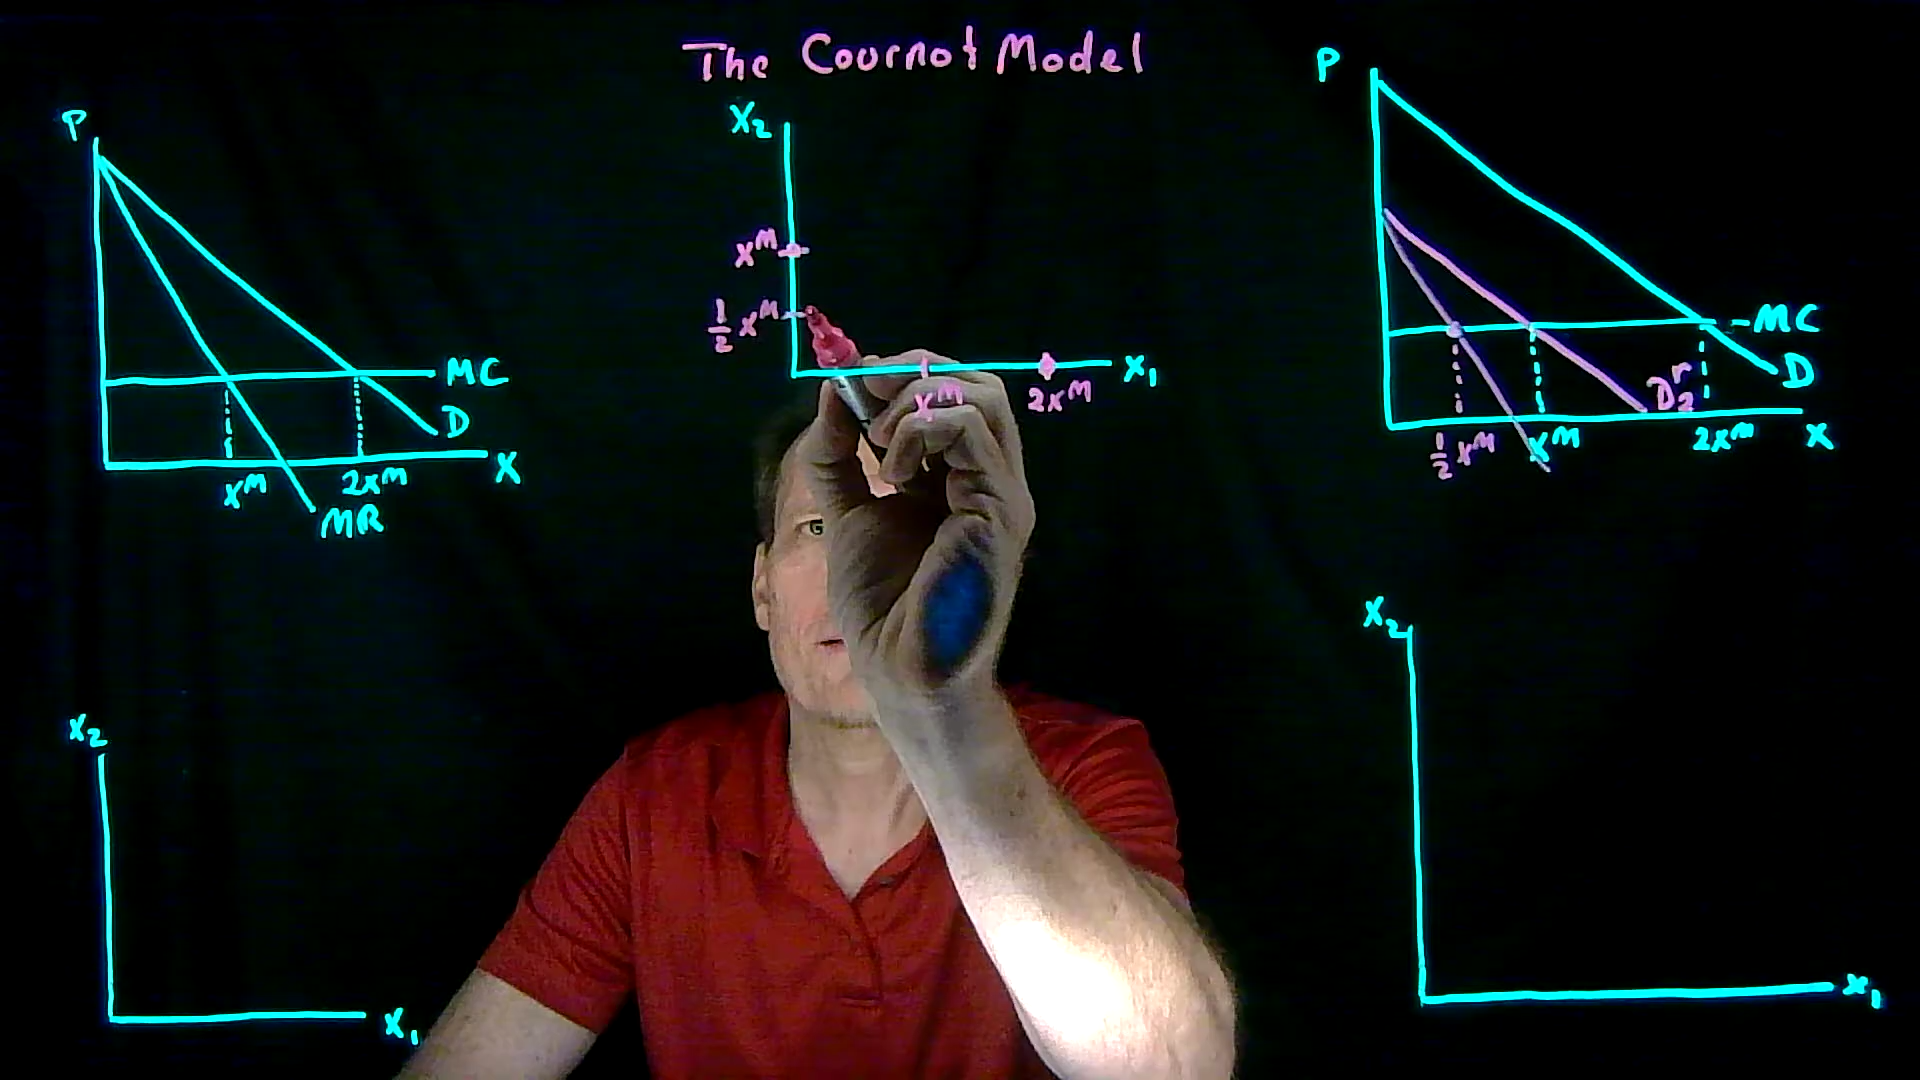 The Cournot Model
P
MC
D
X
x^M
2x^M
MR
X₂
x^M
½ x^M
X₁
x^M
2x^M
P
MC
D
D₂^r
½ x^M
x^M
2x^M
X
X₂
X₁
X₂
X₁